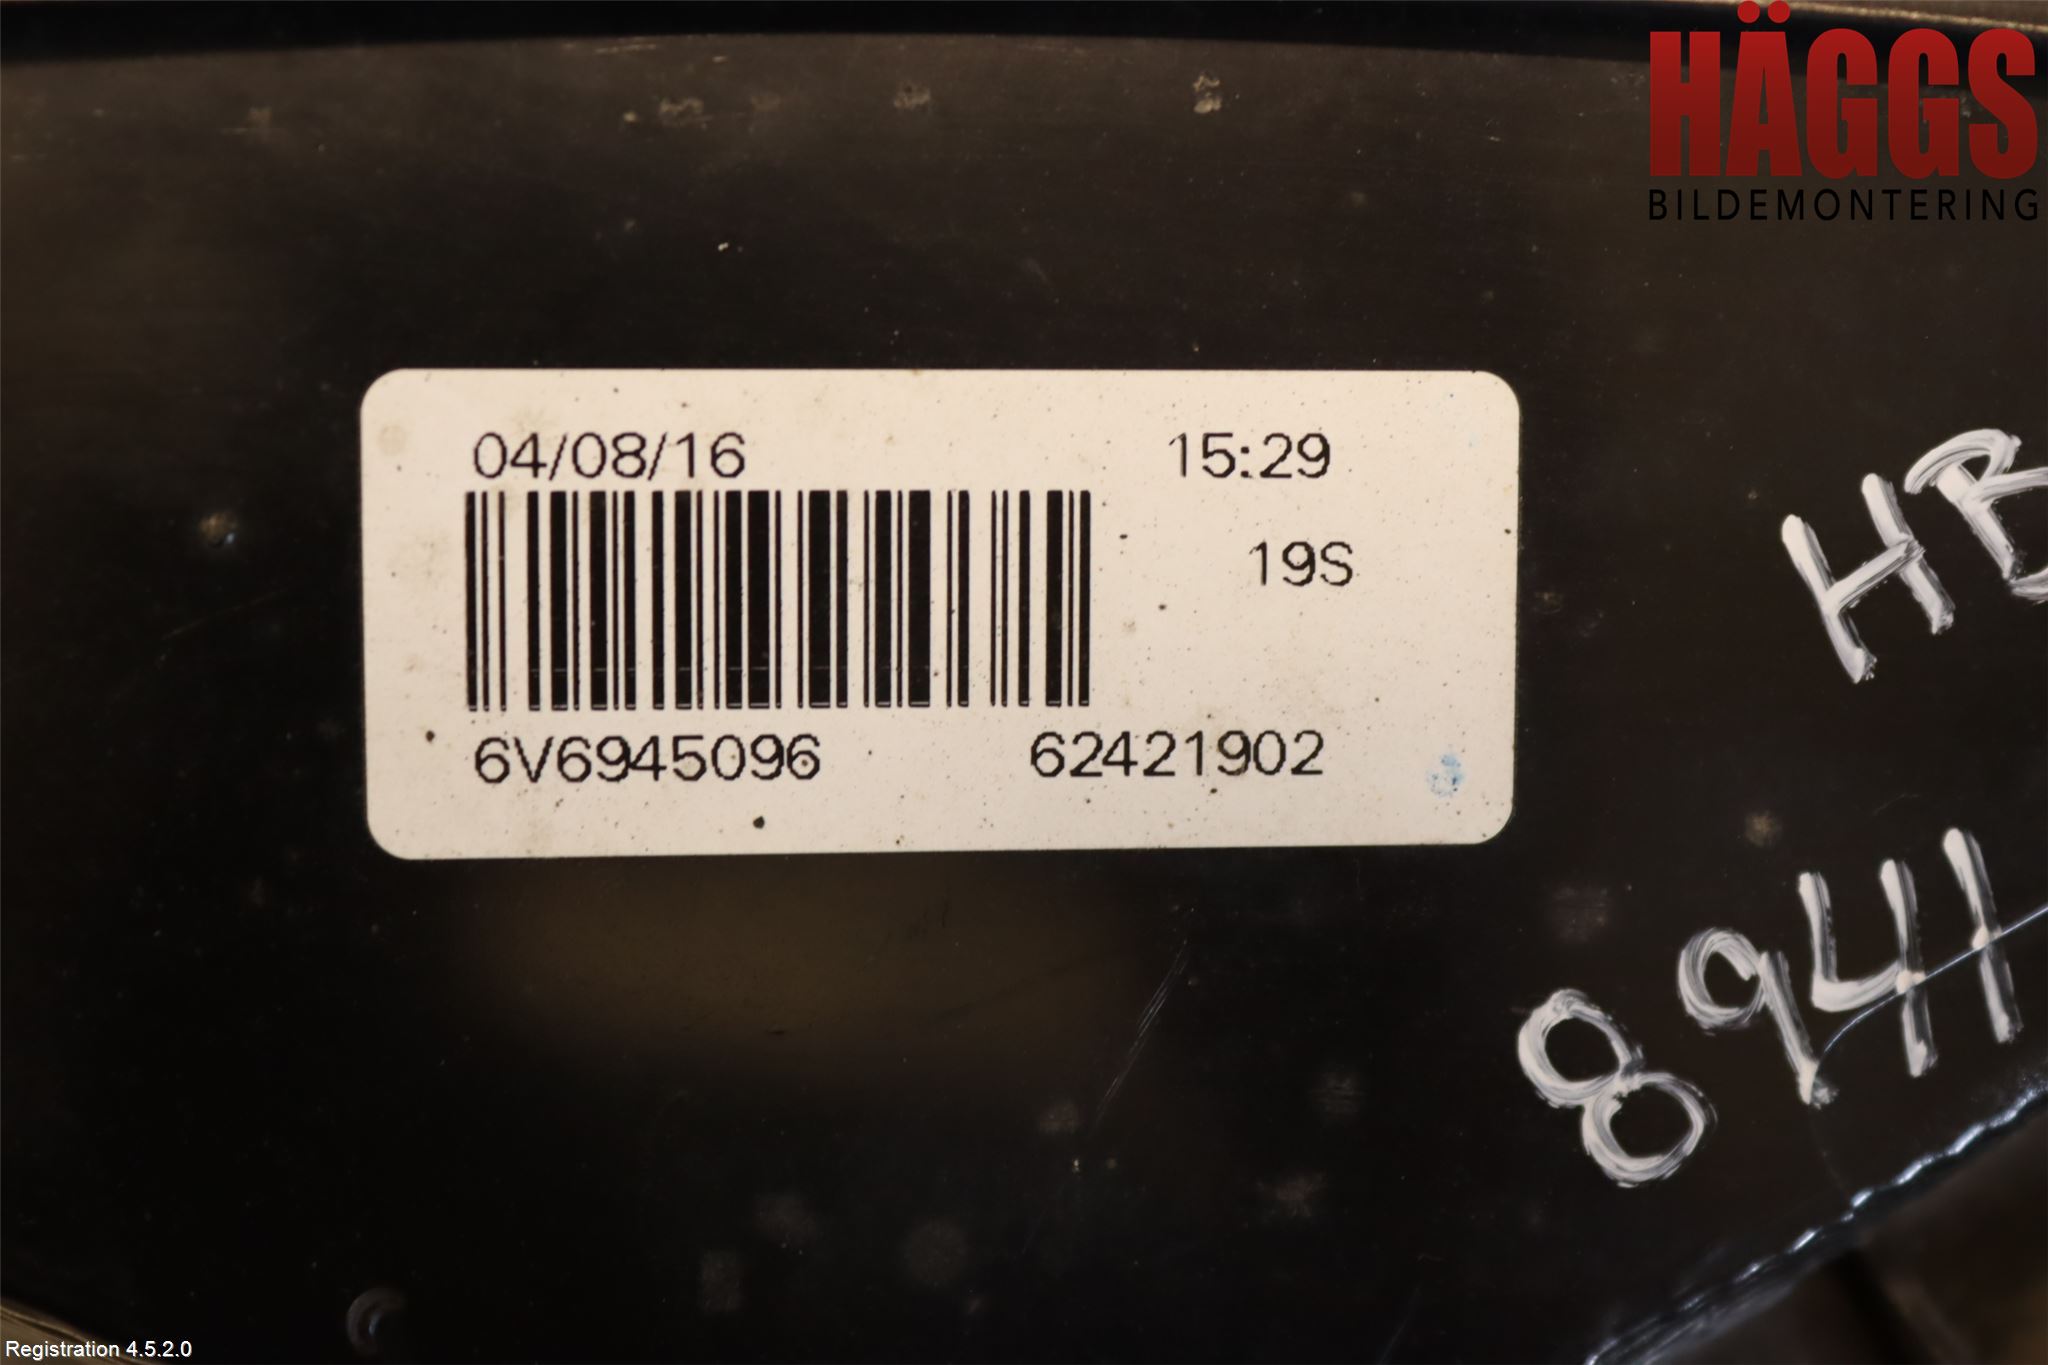 HÄGGS
BILDEMONTERING
04/08/16 15:29
19S
6V6945096 62421902
HB
8941
Registration 4.5.2.0